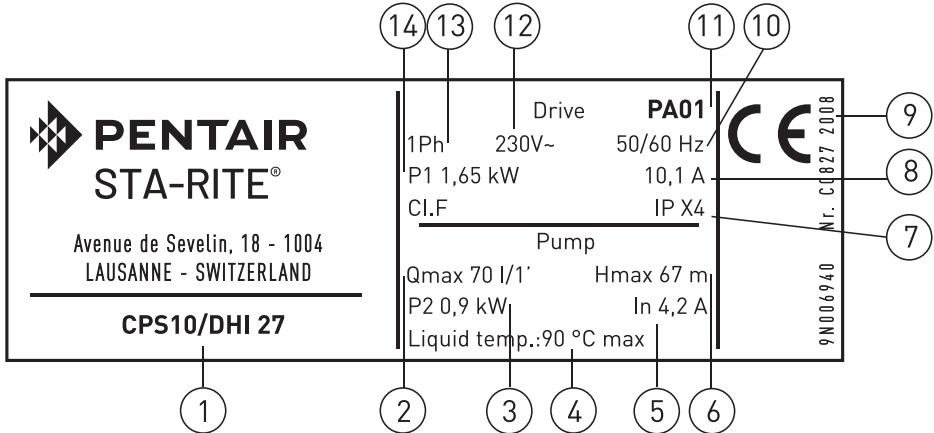 14 13 12 11 10
PENTAIR
STA-RITE®
Avenue de Sevelin, 18 - 1004
LAUSANNE - SWITZERLAND
CPS10/DHI 27
Drive PA01
1Ph 230V~ 50/60 Hz
P1 1,65 kW 10,1 A
Cl.F IP X4
Pump
Qmax 70 l/1' Hmax 67 m
P2 0,9 kW In 4,2 A
Liquid temp.:90 °C max
CE
9N006940 Nr. C0827 2008
9
8
7
1 2 3 4 5 6